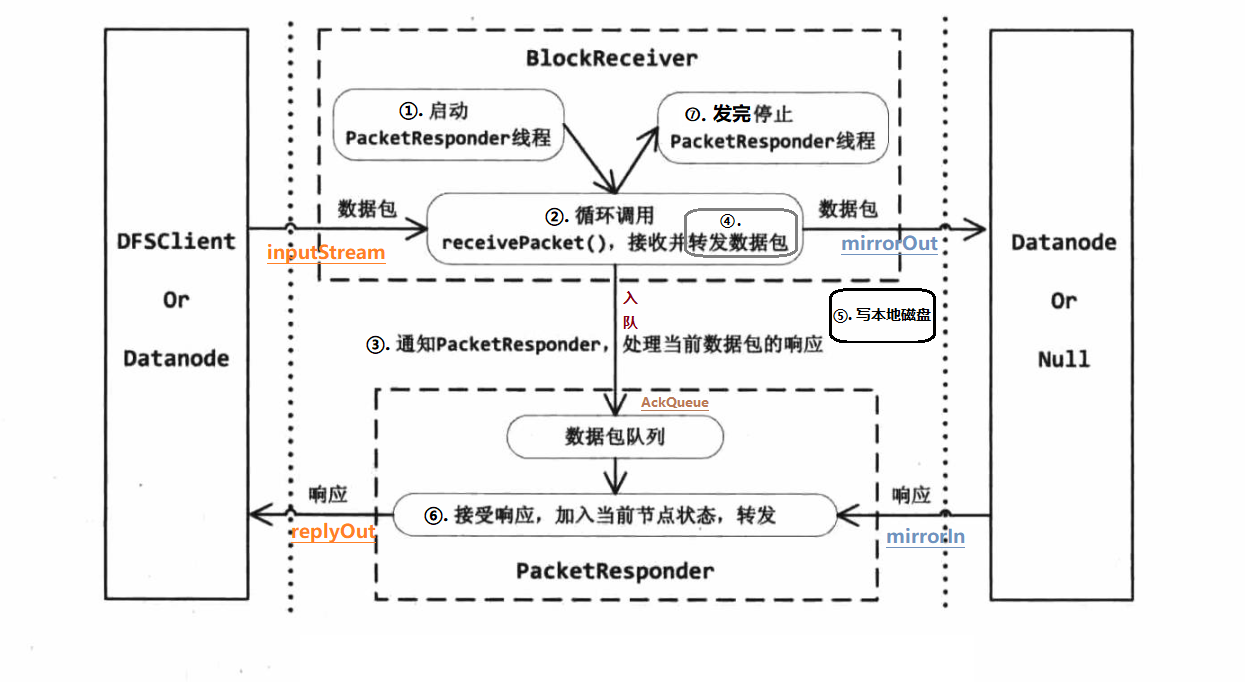 BlockReceiver
①. 启动
PacketResponder线程
⑦. 发完停止
PacketResponder线程
数据包
inputStream
②. 循环调用
receivePacket(), 接收并转发数据包
④.
数据包
mirrorOut
DFSClient
Or
Datanode
Datanode
Or
Null
入
队
⑤. 写本地磁盘
③. 通知PacketResponder, 处理当前数据包的响应
AckQueue
数据包队列
响应
replyOut
⑥. 接受响应, 加入当前节点状态, 转发
响应
mirrorIn
PacketResponder